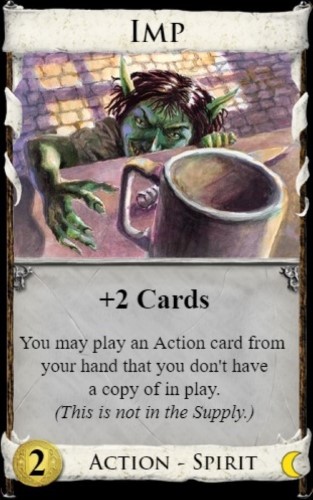 IMP
+2 Cards
You may play an Action card from
your hand that you don't have
a copy of in play.
(This is not in the Supply.)
2
ACTION - SPIRIT